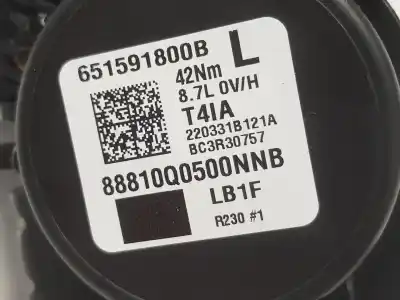 651591800B
L
42Nm
8.7L 0V/H
T4IA
220331B121A
BC3R30757
88810Q0500NNB
LB1F
R230 #1